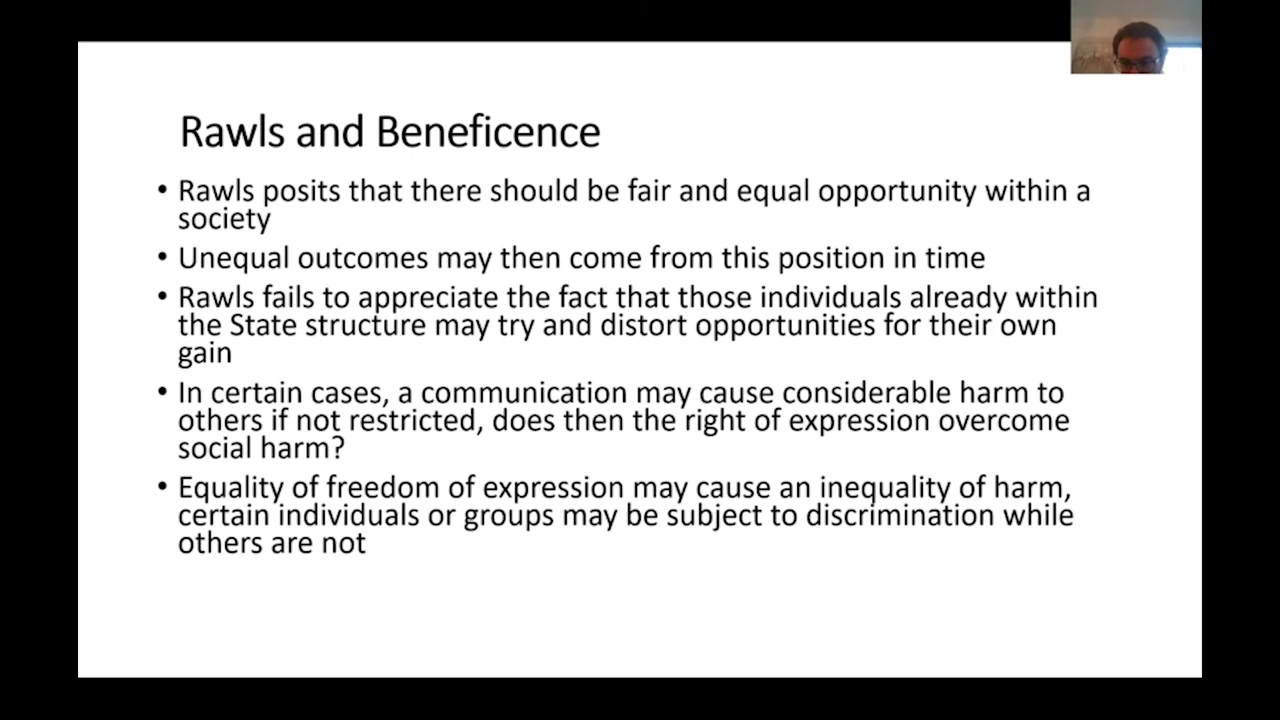 Rawls and Beneficence
• Rawls posits that there should be fair and equal opportunity within a
society
• Unequal outcomes may then come from this position in time
• Rawls fails to appreciate the fact that those individuals already within
the State structure may try and distort opportunities for their own
gain
• In certain cases, a communication may cause considerable harm to
others if not restricted, does then the right of expression overcome
social harm?
• Equality of freedom of expression may cause an inequality of harm,
certain individuals or groups may be subject to discrimination while
others are not